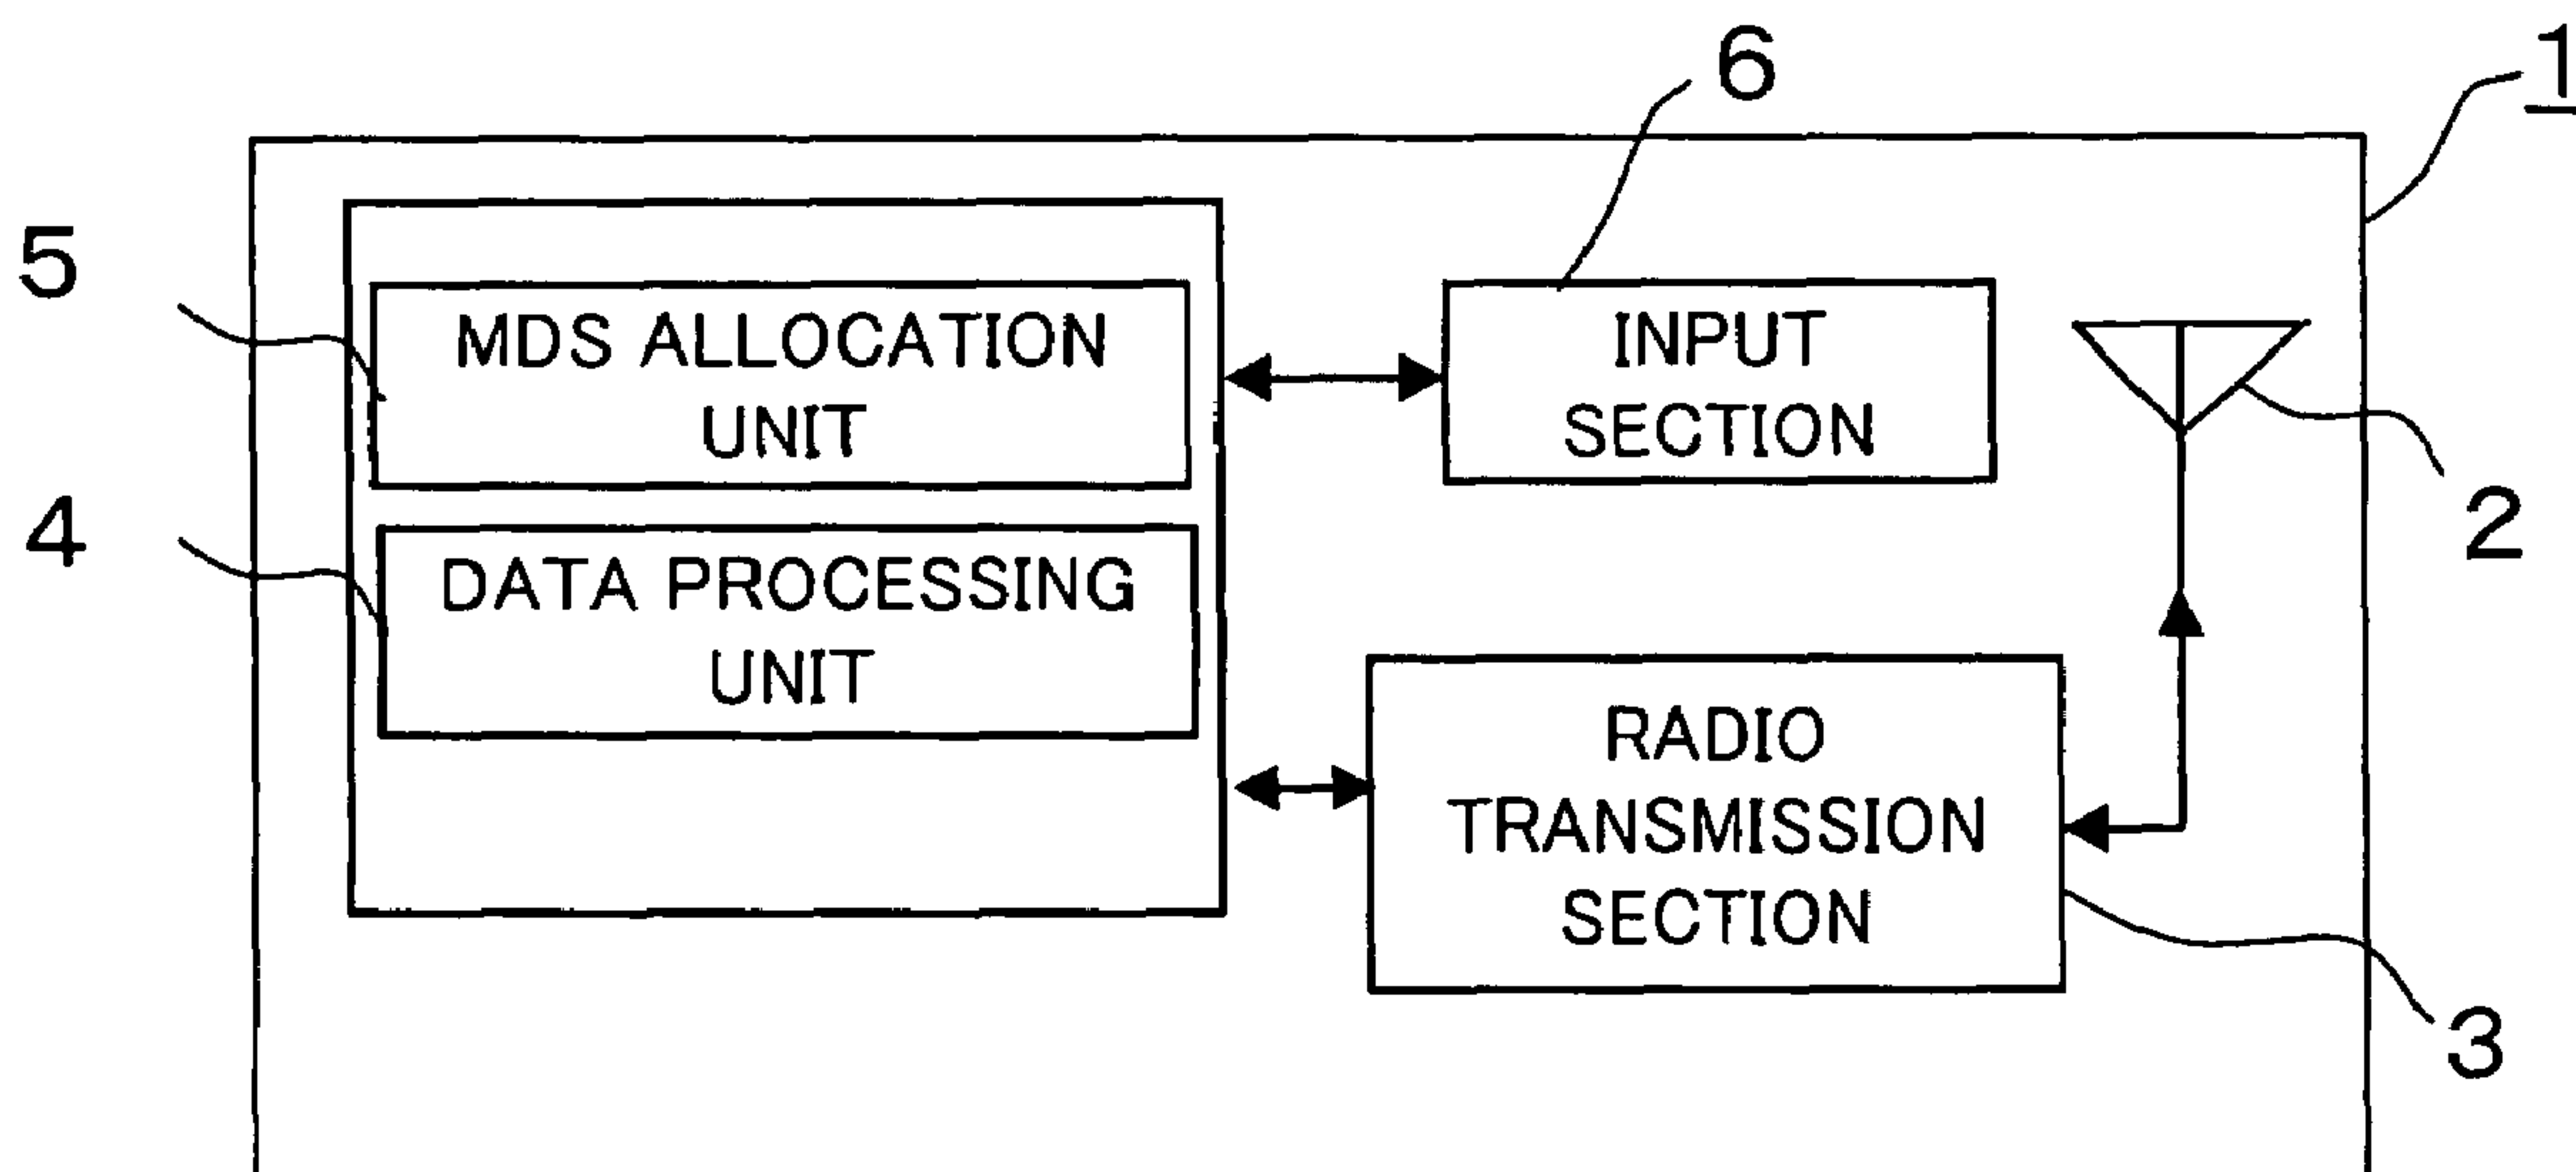 6
1
5
MDS ALLOCATION
UNIT
INPUT
SECTION
2
4
DATA PROCESSING
UNIT
RADIO
TRANSMISSION
SECTION
3